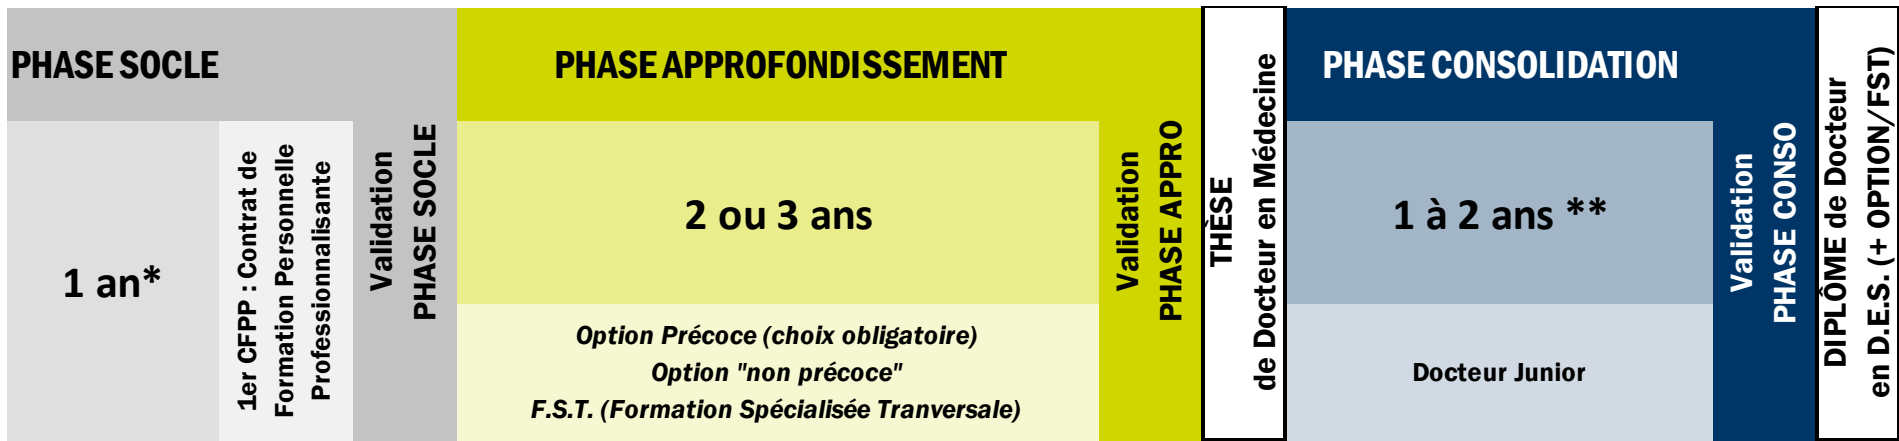 PHASE SOCLE
1 an*
1er CFPP : Contrat de
Formation Personnelle
Professionnalisante
Validation
PHASE SOCLE
PHASE APPROFONDISSEMENT
2 ou 3 ans
Option Précoce (choix obligatoire)
Option "non précoce"
F.S.T. (Formation Spécialisée Tranversale)
Validation
PHASE APPRO
THÈSE
de Docteur en Médecine
PHASE CONSOLIDATION
1 à 2 ans **
Docteur Junior
Validation
PHASE CONSO
DIPLÔME de Docteur
en D.E.S. (+ OPTION/FST)